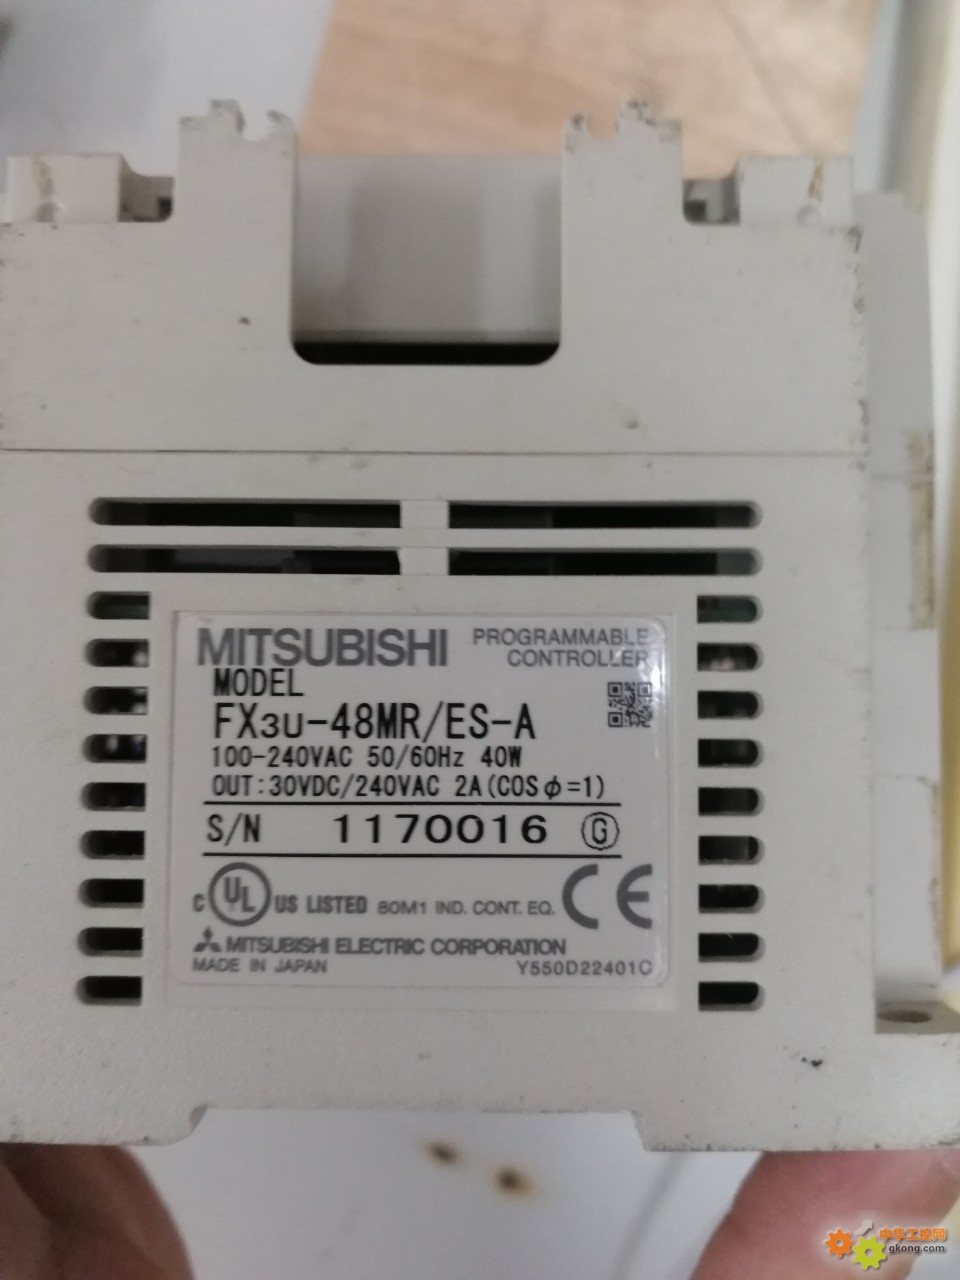 MITSUBISHI
PROGRAMMABLE
CONTROLLER
MODEL
FX3U-48MR/ES-A
100-240VAC 50/60Hz 40W
OUT:30VDC/240VAC 2A(COSφ=1)
S/N 1170016 G
C UL US LISTED 80M1 IND. CONT. EQ. CE
MITSUBISHI ELECTRIC CORPORATION
MADE IN JAPAN Y550D22401C
中华工控网
gkong.com